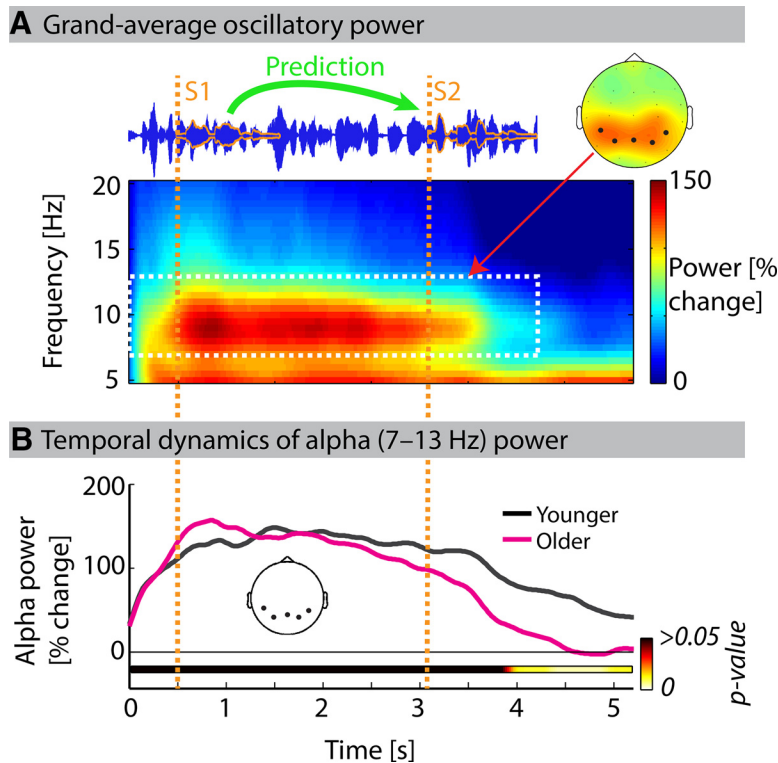 A Grand-average oscillatory power
Prediction
S1
S2
20
15
10
5
Frequency [Hz]
150
Power [% change]
0
B Temporal dynamics of alpha (7–13 Hz) power
200
100
0
Alpha power
[% change]
Younger
Older
>0.05
0
p-value
0
1
2
3
4
5
Time [s]